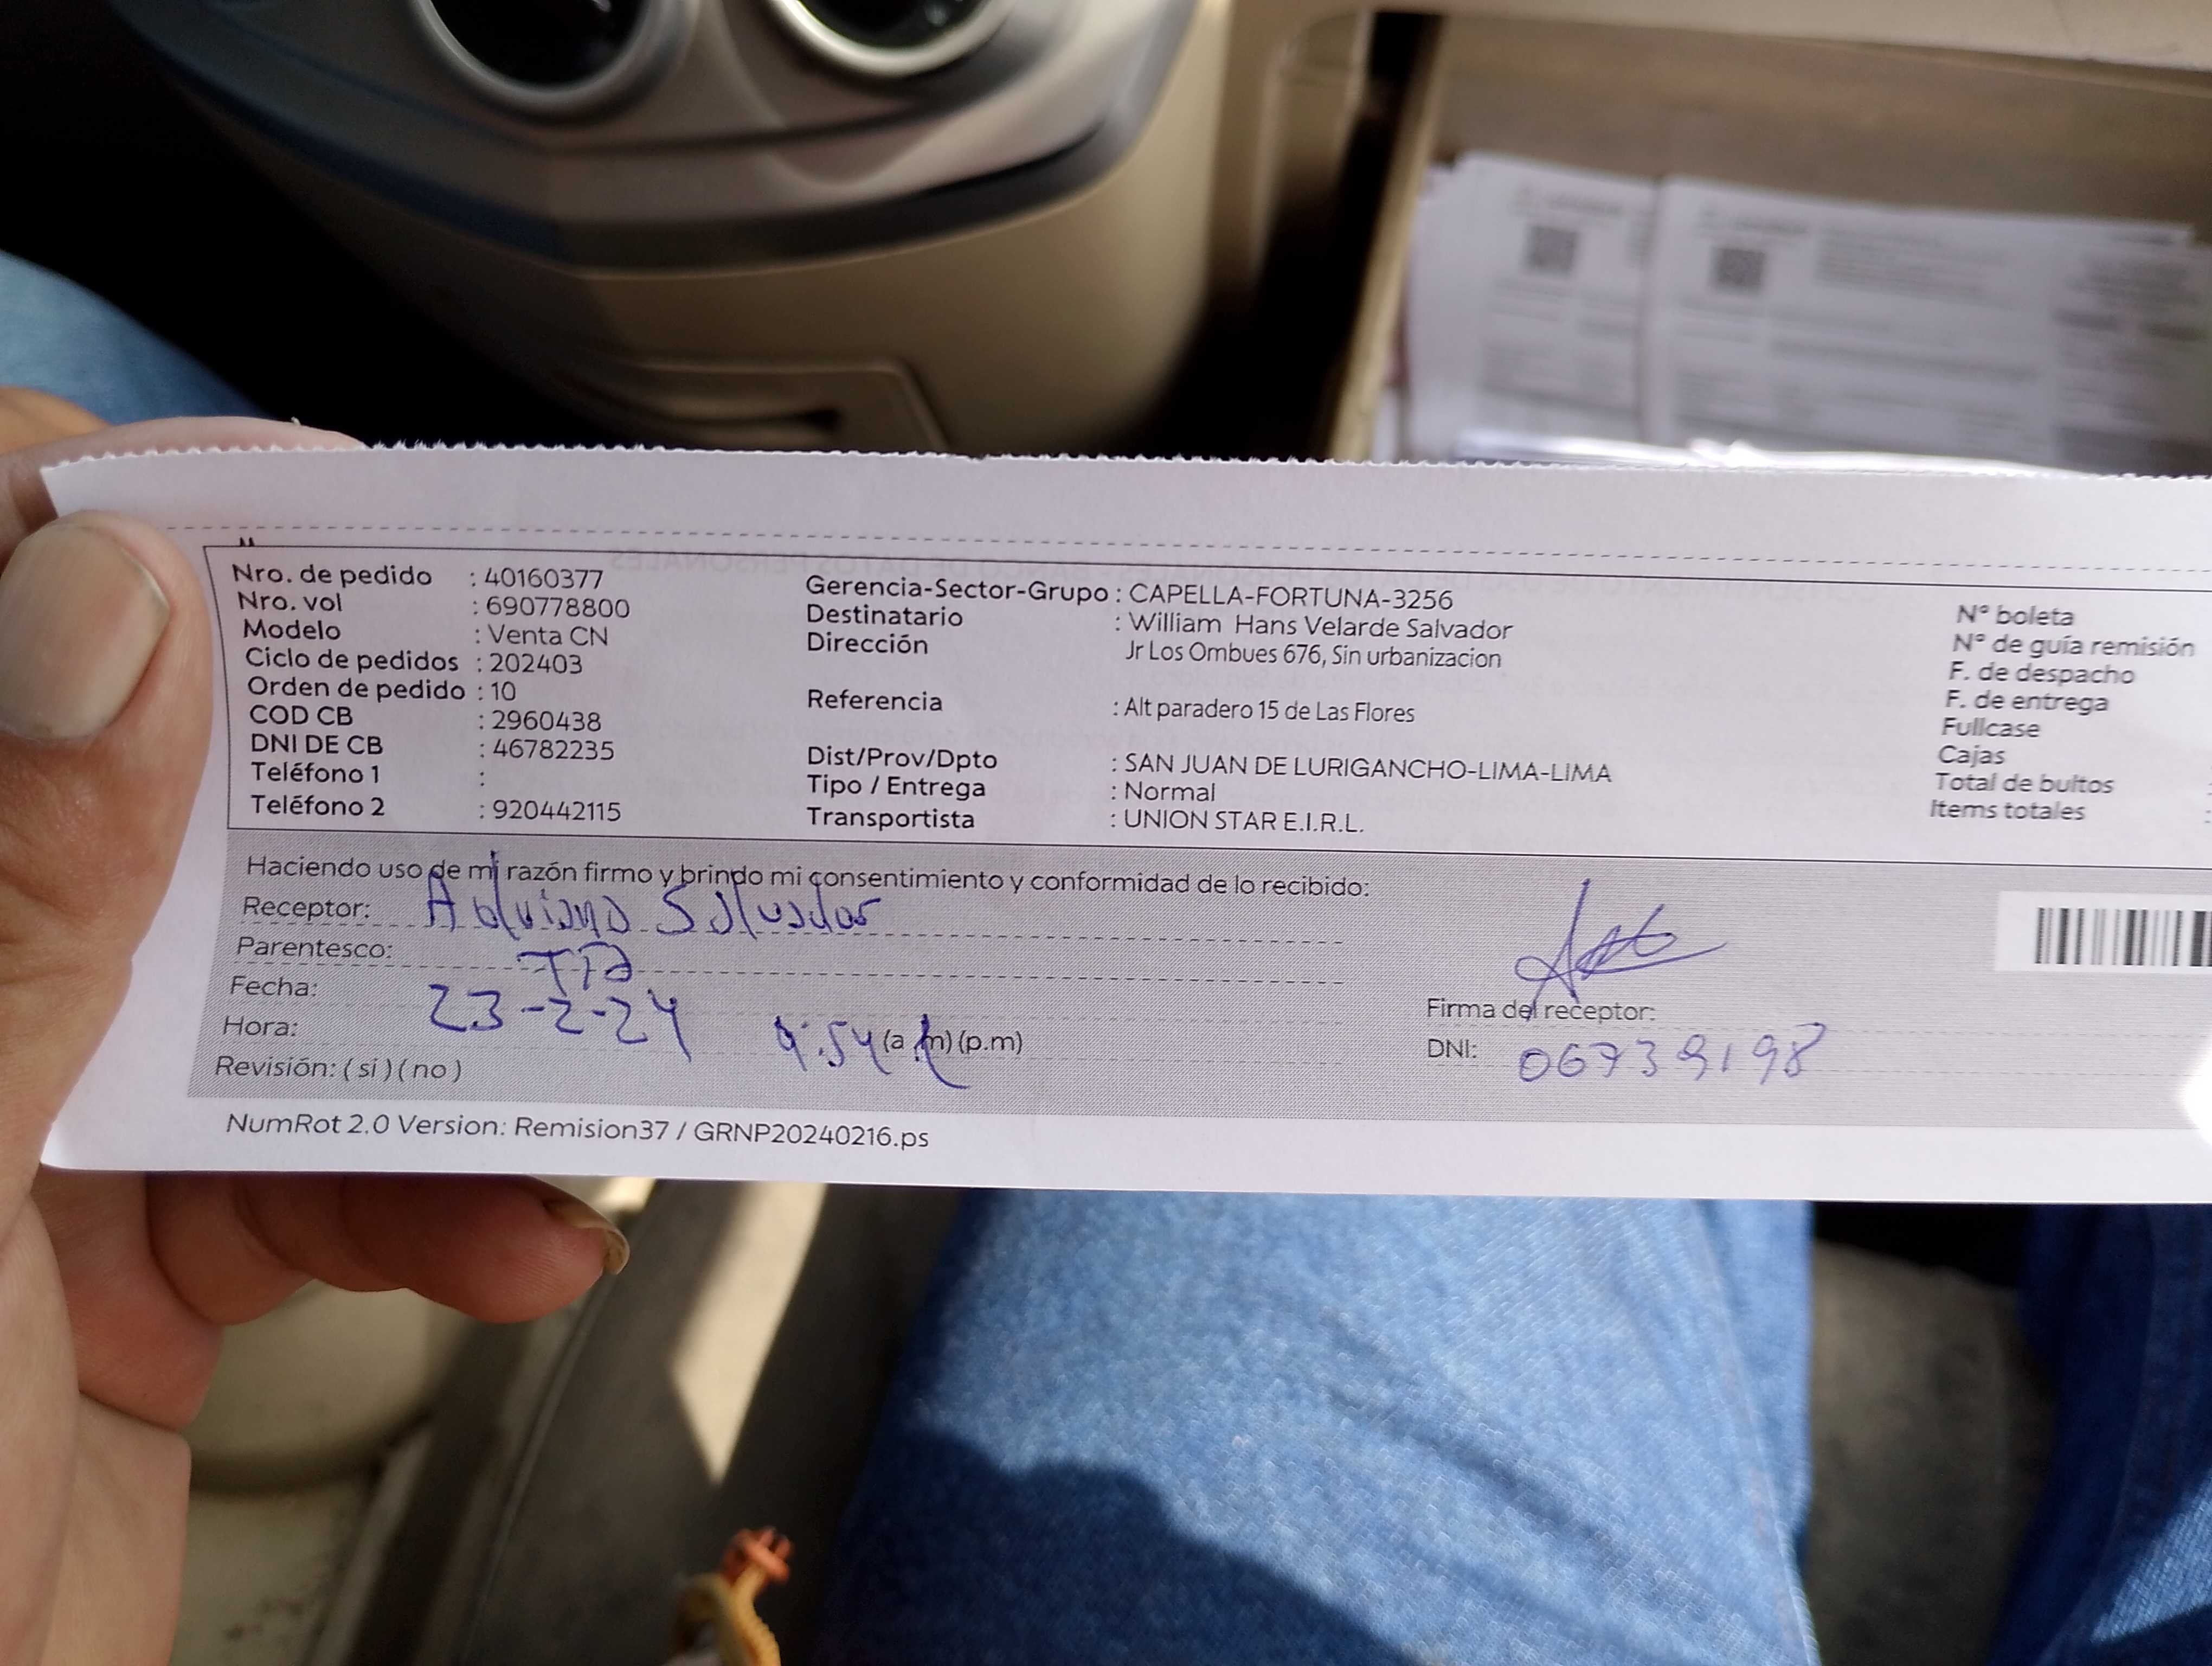 Nro. de pedido : 40160377
Nro. vol : 690778800
Modelo : Venta CN
Ciclo de pedidos : 202403
Orden de pedido : 10
COD CB : 2960438
DNI DE CB : 46782235
Teléfono 1 :
Teléfono 2 : 920442115
Gerencia-Sector-Grupo : CAPELLA-FORTUNA-3256
Destinatario : William Hans Velarde Salvador
Dirección Jr Los Ombues 676, Sin urbanizacion
Referencia : Alt paradero 15 de Las Flores
Dist/Prov/Dpto : SAN JUAN DE LURIGANCHO-LIMA-LIMA
Tipo / Entrega : Normal
Transportista : UNION STAR E.I.R.L.
N° boleta
N° de guía remisión
F. de despacho
F. de entrega
Fullcase
Cajas
Total de bultos :
Items totales :
Haciendo uso de mi razón firmo y brindo mi consentimiento y conformidad de lo recibido:
Receptor: Salvador
Parentesco: TIA
Fecha: 23-2-24
Hora: 9:54 (a.m) (p.m)
Revisión: ( si ) ( no )
Firma del receptor:
DNI: 06739198
NumRot 2.0 Version: Remision37 / GRNP20240216.ps